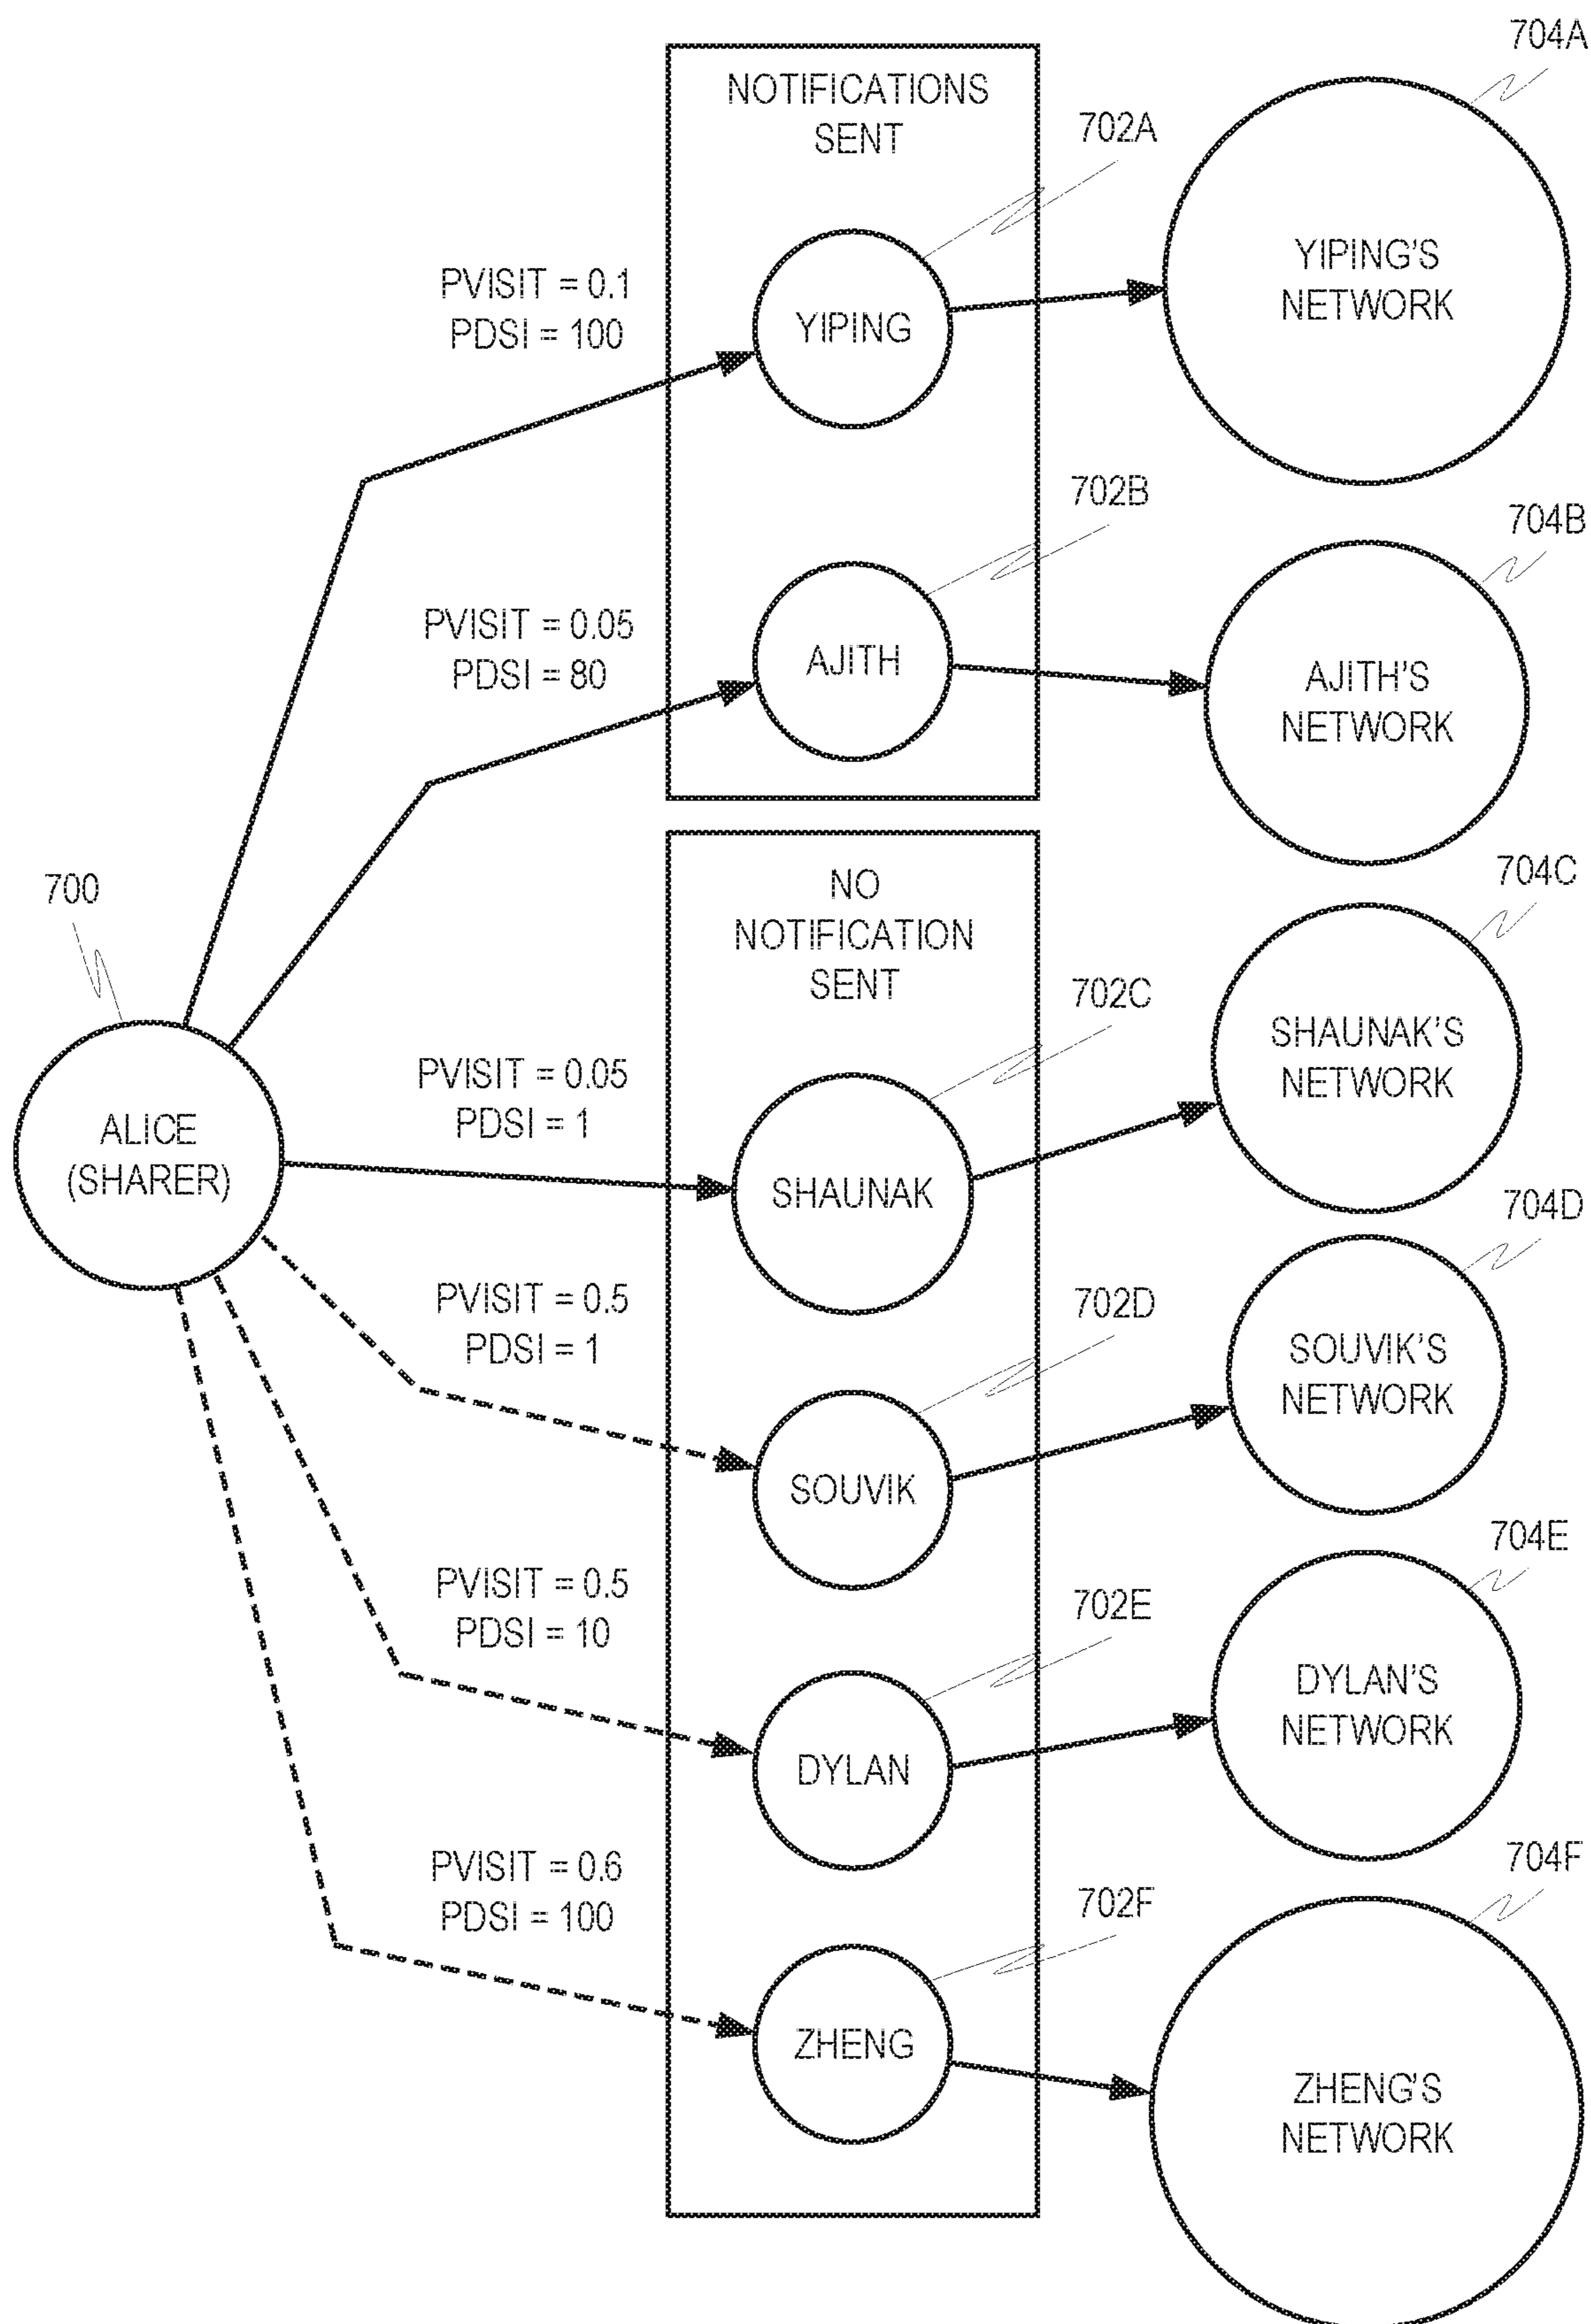 704A
NOTIFICATIONS
SENT
702A
YIPING'S
NETWORK
PVISIT = 0.1
PDSI = 100
YIPING
702B
704B
PVISIT = 0.05
PDSI = 80
AJITH
AJITH'S
NETWORK
700
NO
NOTIFICATION
SENT
704C
702C
SHAUNAK'S
NETWORK
PVISIT = 0.05
PDSI = 1
ALICE
(SHARER)
SHAUNAK
704D
PVISIT = 0.5
PDSI = 1
702D
SOUVIK'S
NETWORK
SOUVIK
704E
PVISIT = 0.5
PDSI = 10
702E
DYLAN'S
NETWORK
DYLAN
704F
PVISIT = 0.6
PDSI = 100
702F
ZHENG
ZHENG'S
NETWORK